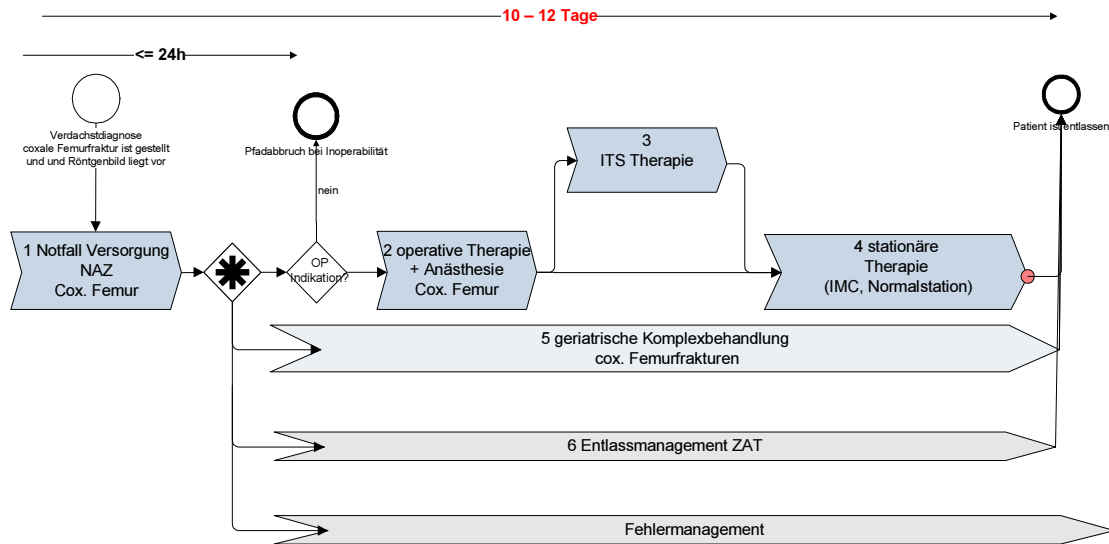 10 – 12 Tage
<= 24h
Verdachstdiagnose
coxale Femurfraktur ist gestellt
und und Röntgenbild liegt vor
Pfadabbruch bei Inoperabilität
Patient ist entlassen
3
ITS Therapie
nein
1 Notfall Versorgung
NAZ
Cox. Femur
OP
Indikation?
2 operative Therapie
+ Anästhesie
Cox. Femur
4 stationäre
Therapie
(IMC, Normalstation)
5 geriatrische Komplexbehandlung
cox. Femurfrakturen
6 Entlassmanagement ZAT
Fehlermanagement